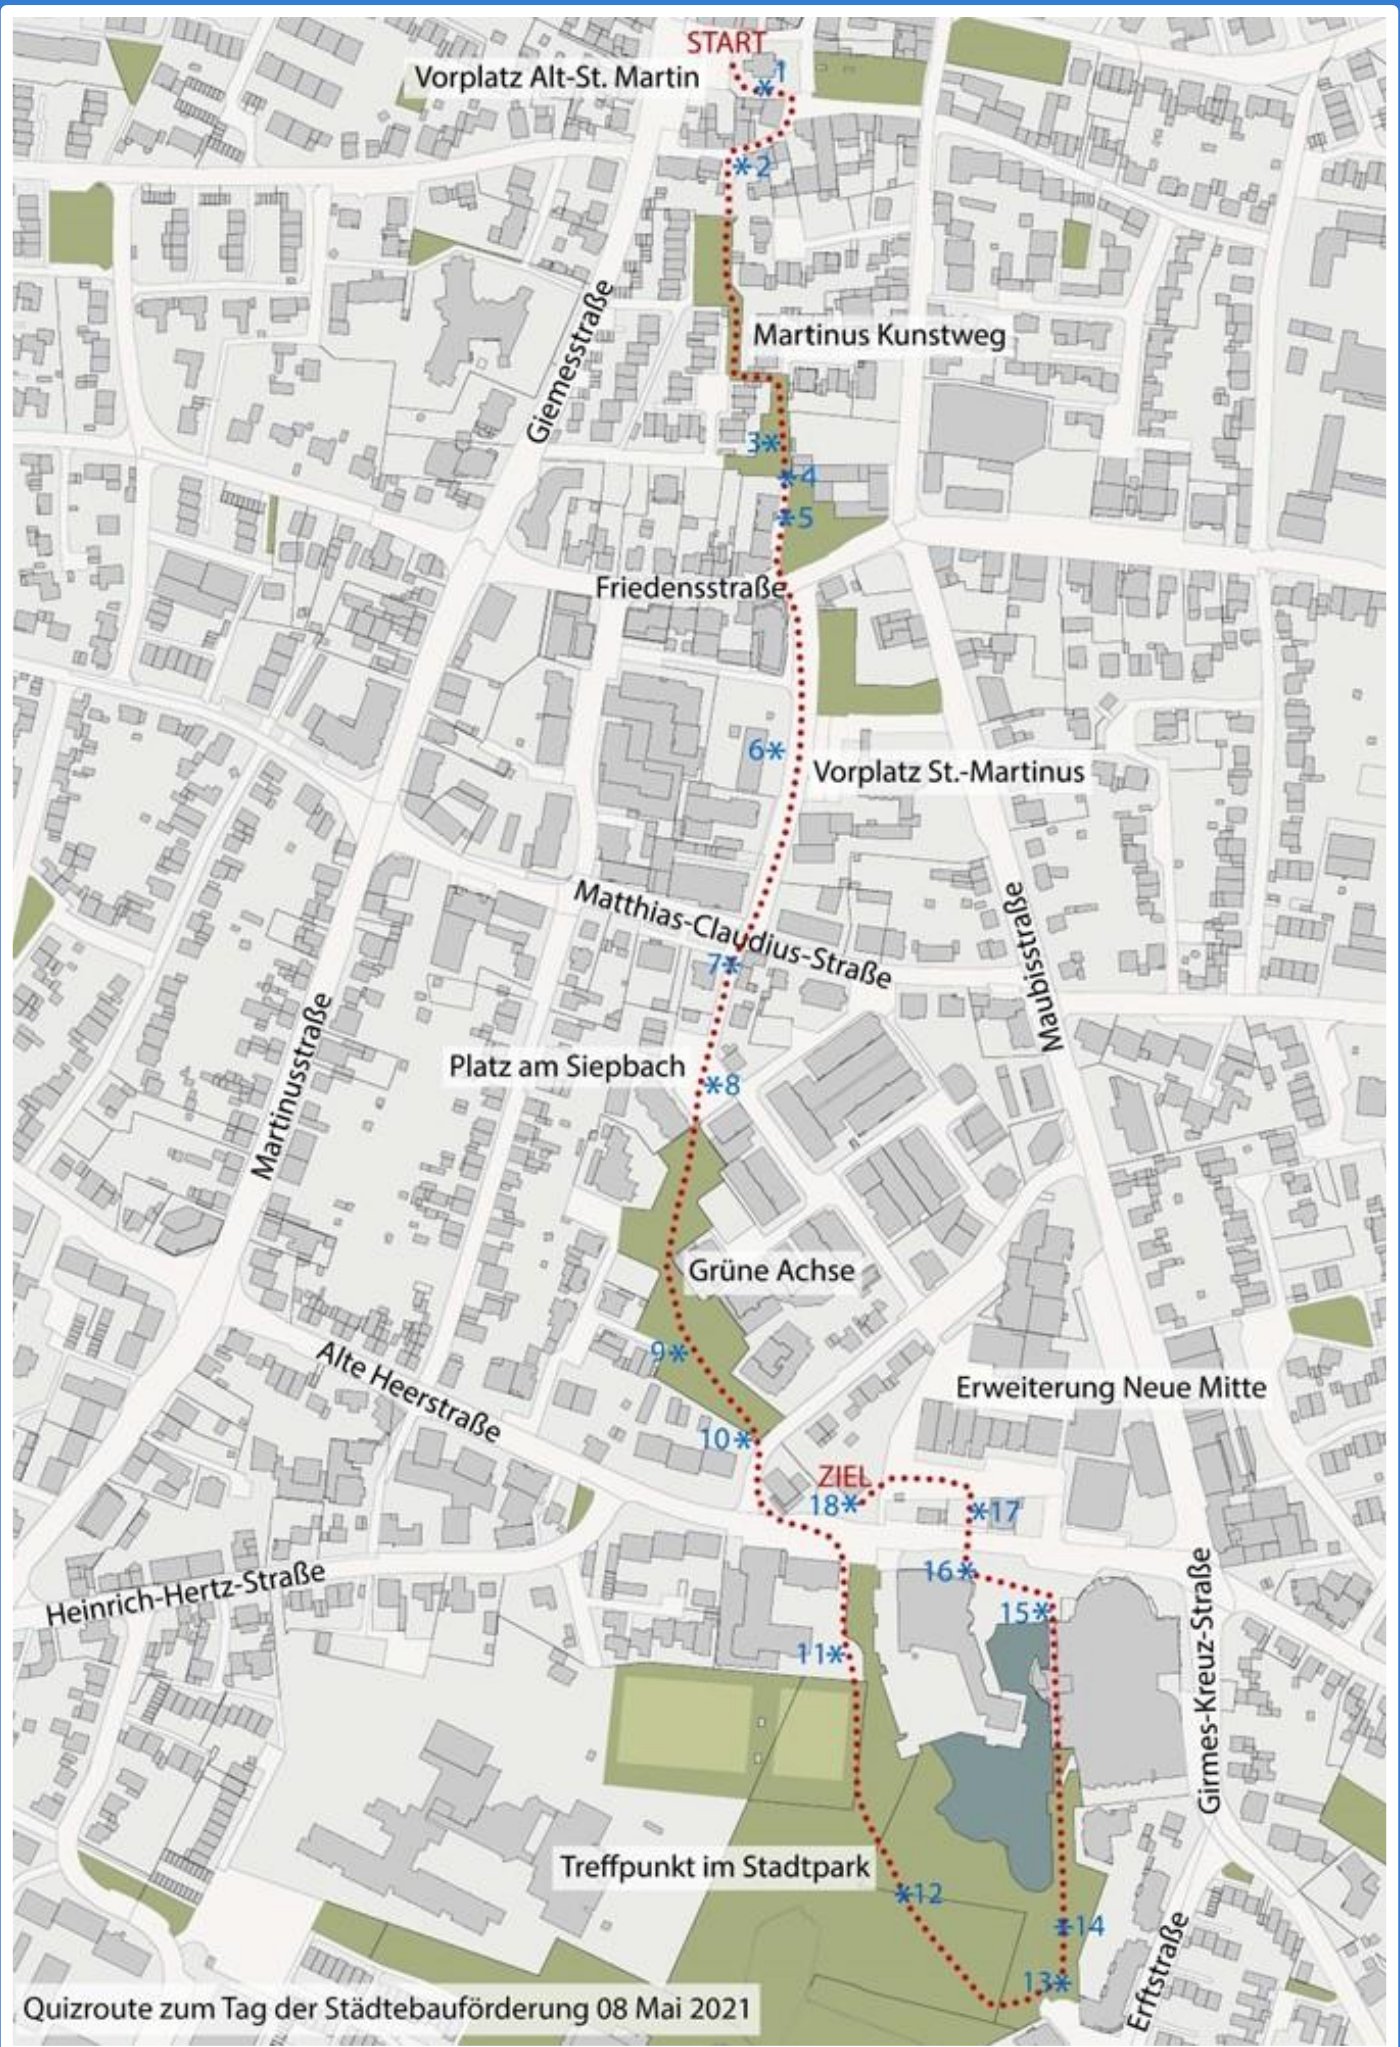 START
Vorplatz Alt-St. Martin
1
2
Giemesstraße
Martinus Kunstweg
3
4
5
Friedensstraße
6
Vorplatz St.-Martinus
Matthias-Claudius-Straße
Maubisstraße
7
Martinusstraße
Platz am Siepbach
8
Grüne Achse
9
Alte Heerstraße
Erweiterung Neue Mitte
10
ZIEL
18
17
16
Heinrich-Hertz-Straße
15
Girmes-Kreuz-Straße
11
Treffpunkt im Stadtpark
12
14
13
Erftstraße
Quizroute zum Tag der Städtebauförderung 08 Mai 2021